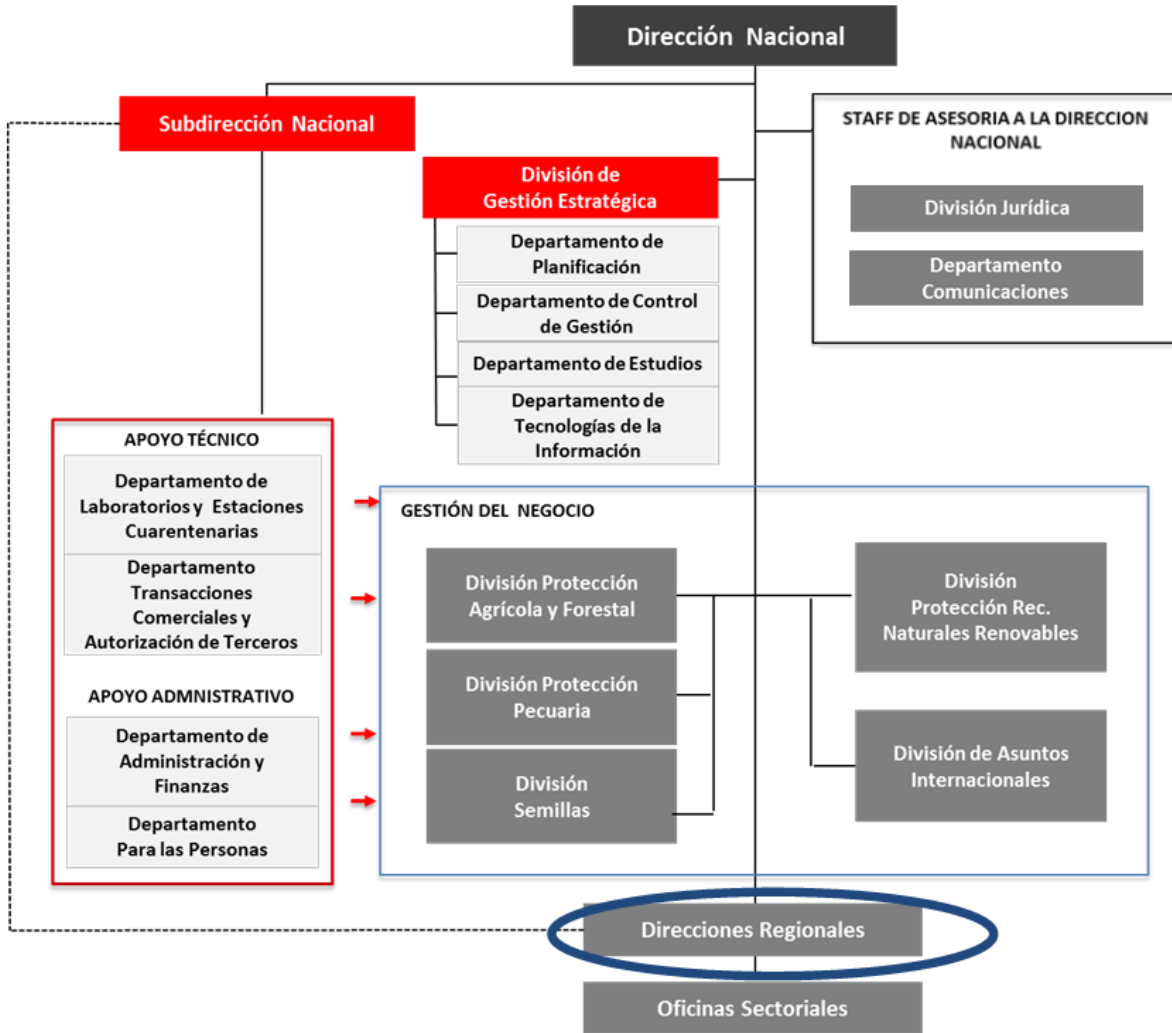 Dirección Nacional
Subdirección Nacional
STAFF DE ASESORIA A LA DIRECCION
NACIONAL
División Jurídica
Departamento
Comunicaciones
División de
Gestión Estratégica
Departamento de
Planificación
Departamento de Control
de Gestión
Departamento de Estudios
Departamento de
Tecnologías de la
Información
APOYO TÉCNICO
Departamento de
Laboratorios y Estaciones
Cuarentenarias
Departamento
Transacciones
Comerciales y
Autorización de Terceros
APOYO ADMNISTRATIVO
Departamento de
Administración y
Finanzas
Departamento
Para las Personas
GESTIÓN DEL NEGOCIO
División Protección
Agrícola y Forestal
División Protección
Pecuaria
División
Semillas
División
Protección Rec.
Naturales Renovables
División de Asuntos
Internacionales
Direcciones Regionales
Oficinas Sectoriales